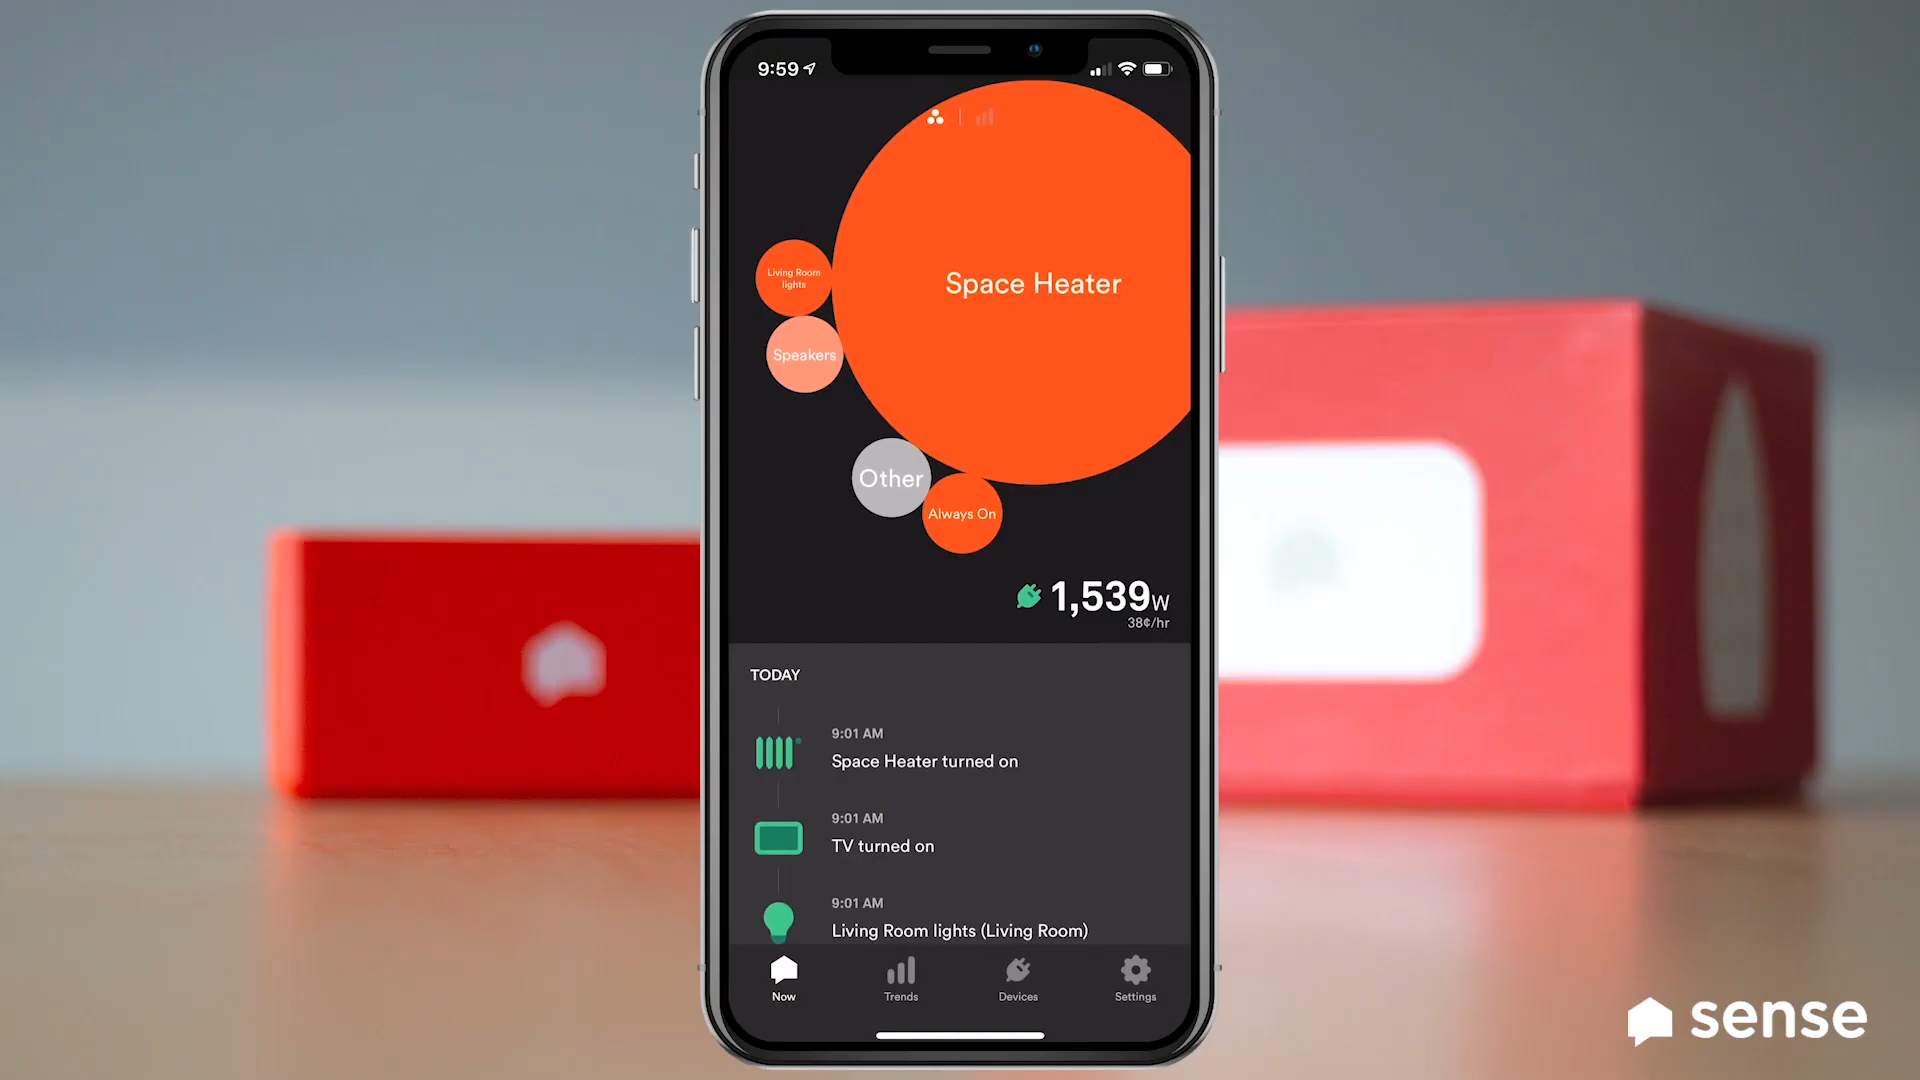 9:59
Space Heater
Living Room
lights
Speakers
Other
Always On
1,539w
38¢/hr
TODAY
9:01 AM
Space Heater turned on
9:01 AM
TV turned on
9:01 AM
Living Room lights (Living Room)
Now
Trends
Devices
Settings
sense